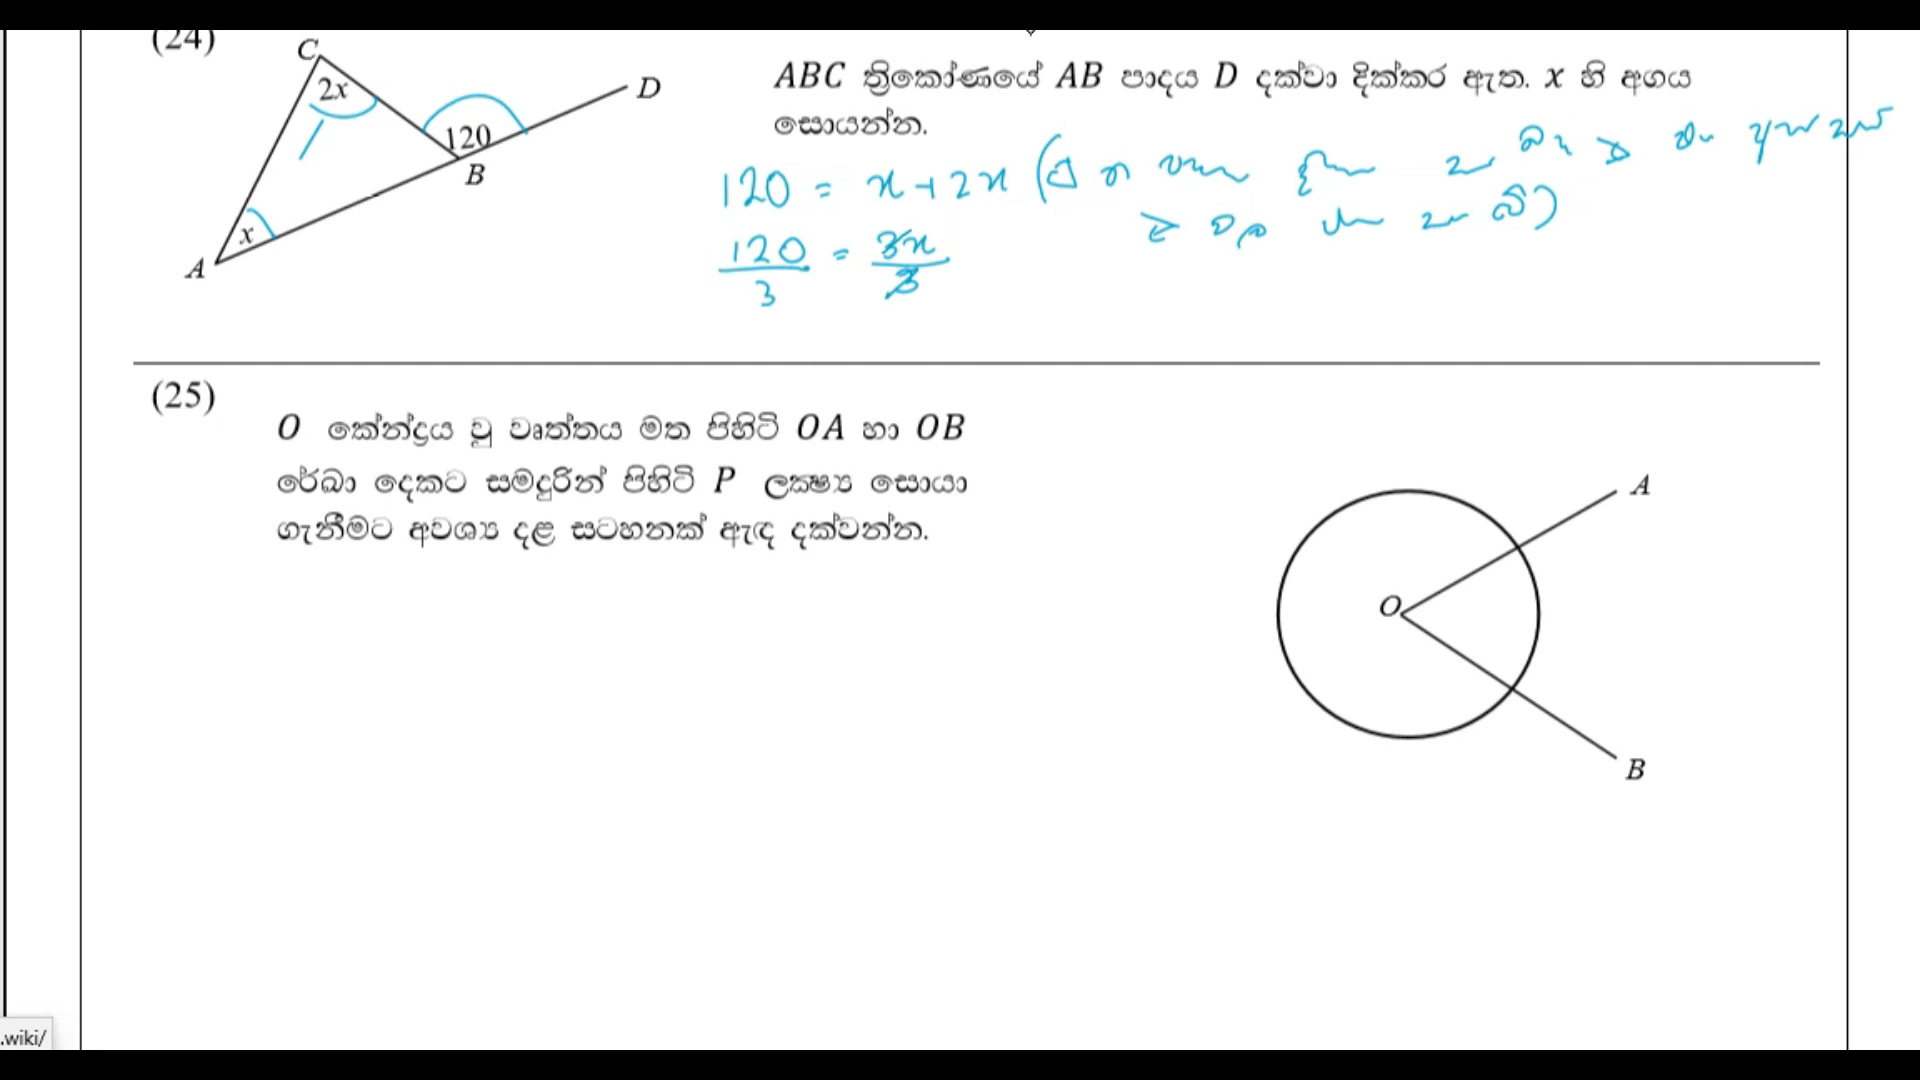 (24)
C
2x
D
120
B
x
A
ABC ත්‍රිකෝණයේ AB පාදය D දක්වා දික්කර ඇත. x හි අගය
සොයන්න.
120 = x+2x
120/3 = 3x/3
(25)
O කේන්ද්‍රය වූ වෘත්තය මත පිහිටි OA හා OB
රේඛා දෙකට සමදුරින් පිහිටි P ලක්‍ෂ්‍ය සොයා
ගැනීමට අවශ්‍ය දළ සටහනක් ඇඳ දක්වන්න.
A
O
B
.wiki/